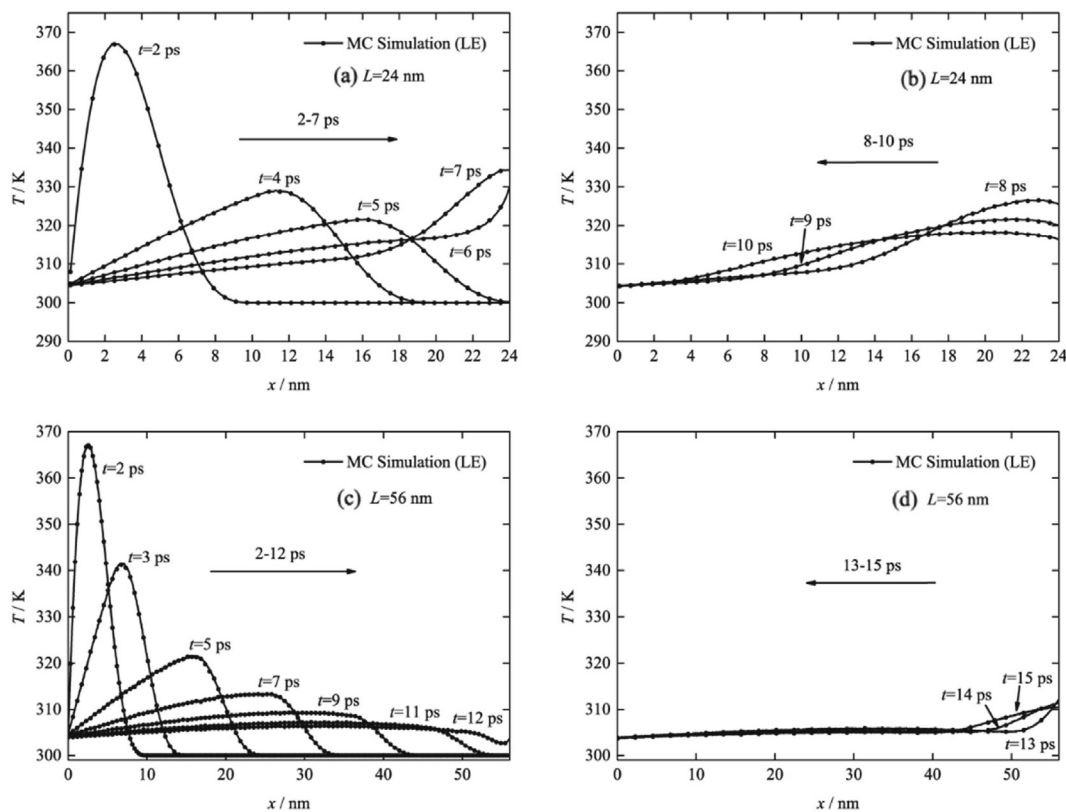 370
360
350
340
330
320
310
300
290
T / K
t=2 ps
MC Simulation (LE)
(a) L=24 nm
2-7 ps
t=7 ps
t=4 ps
t=5 ps
t=6 ps
0 2 4 6 8 10 12 14 16 18 20 22 24
x / nm
370
360
350
340
330
320
310
300
290
T / K
MC Simulation (LE)
(b) L=24 nm
8-10 ps
t=8 ps
t=9 ps
t=10 ps
0 2 4 6 8 10 12 14 16 18 20 22 24
x / nm
370
360
350
340
330
320
310
300
T / K
MC Simulation (LE)
t=2 ps
(c) L=56 nm
t=3 ps
2-12 ps
t=5 ps
t=7 ps
t=9 ps
t=11 ps
t=12 ps
0 10 20 30 40 50
x / nm
370
360
350
340
330
320
310
300
T / K
MC Simulation (LE)
(d) L=56 nm
13-15 ps
t=15 ps
t=14 ps
t=13 ps
0 10 20 30 40 50
x / nm